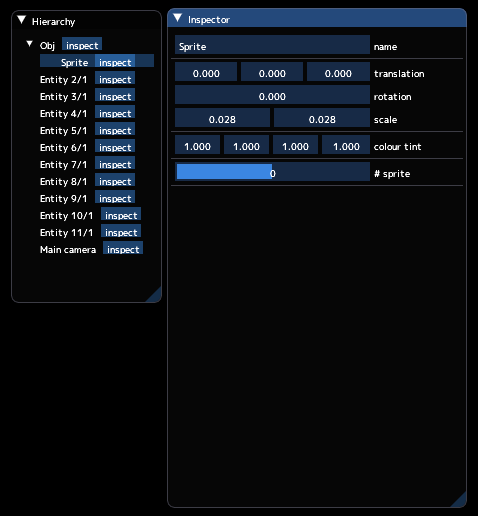 Hierarchy
Obj inspect
Sprite inspect
Entity 2/1 inspect
Entity 3/1 inspect
Entity 4/1 inspect
Entity 5/1 inspect
Entity 6/1 inspect
Entity 7/1 inspect
Entity 8/1 inspect
Entity 9/1 inspect
Entity 10/1 inspect
Entity 11/1 inspect
Main camera inspect
Inspector
Sprite name
0.000 0.000 0.000 translation
0.000 rotation
0.028 0.028 scale
1.000 1.000 1.000 1.000 colour tint
0 # sprite